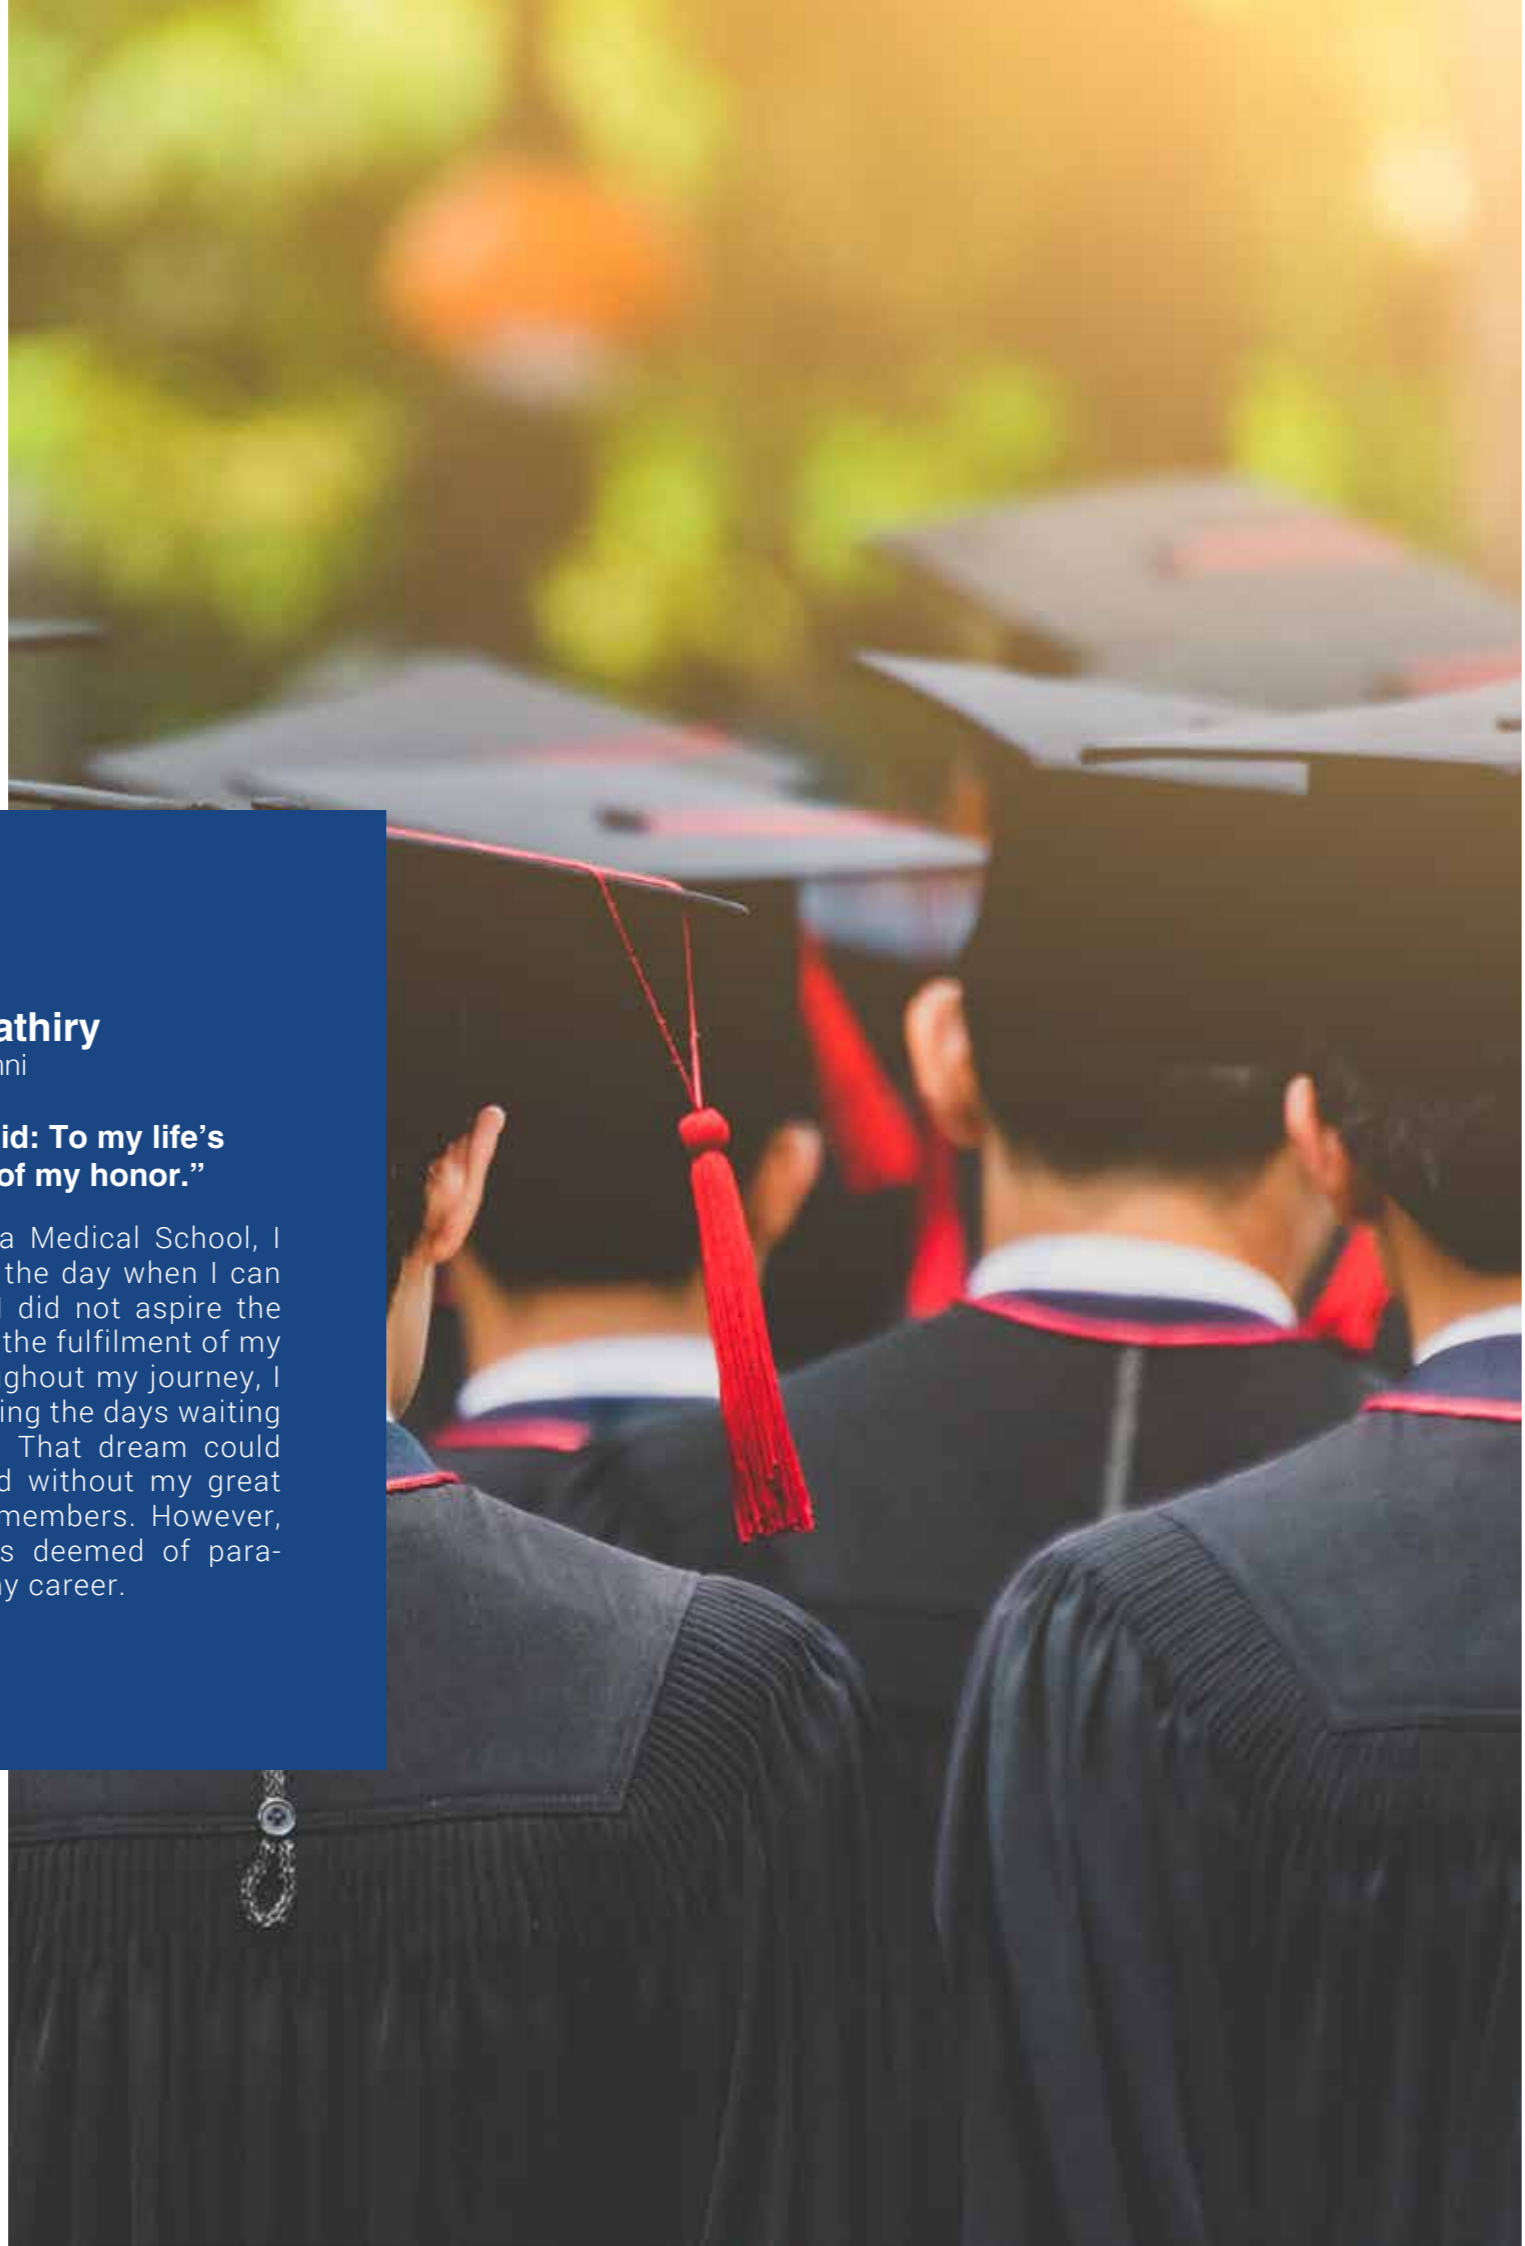 athiry
nni
id: To my life’s
of my honor.”
a Medical School, I
the day when I can
I did not aspire the
the fulfilment of my
ghout my journey, I
ing the days waiting
That dream could
d without my great
members. However,
s deemed of para-
ny career.